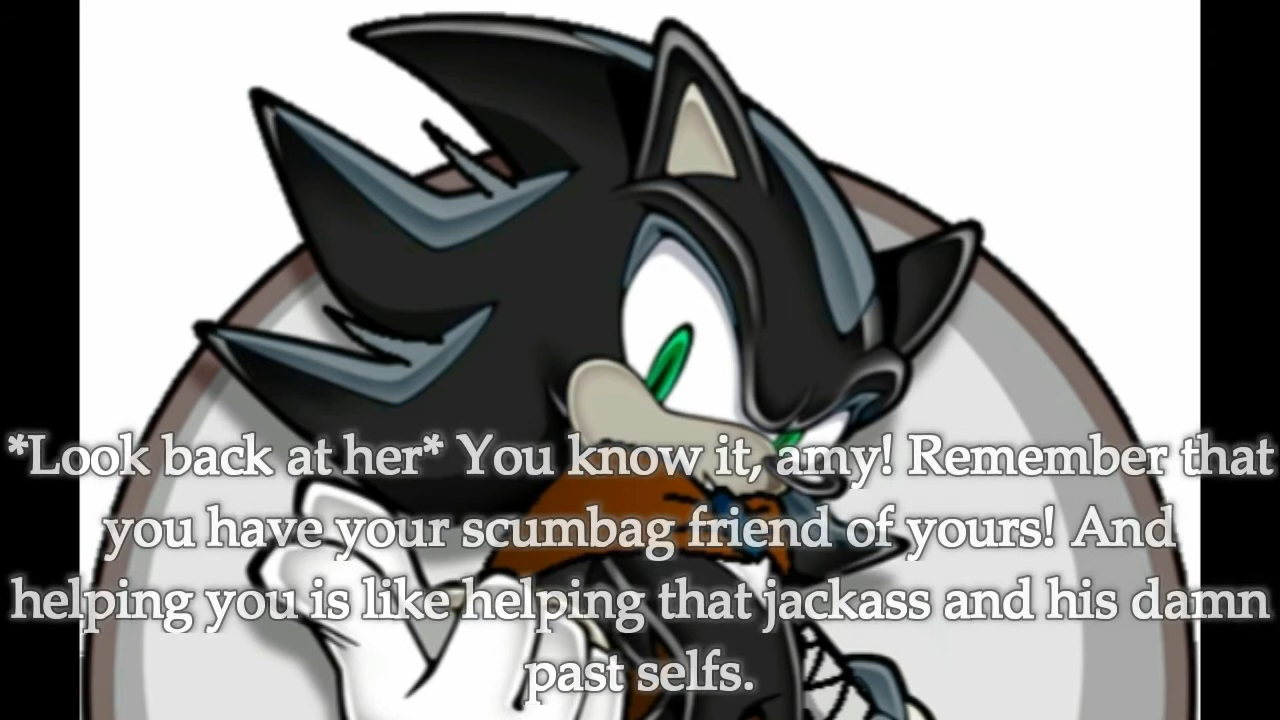 *Look back at her* You know it, amy! Remember that
you have your scumbag friend of yours! And
helping you is like helping that jackass and his damn
past selfs.